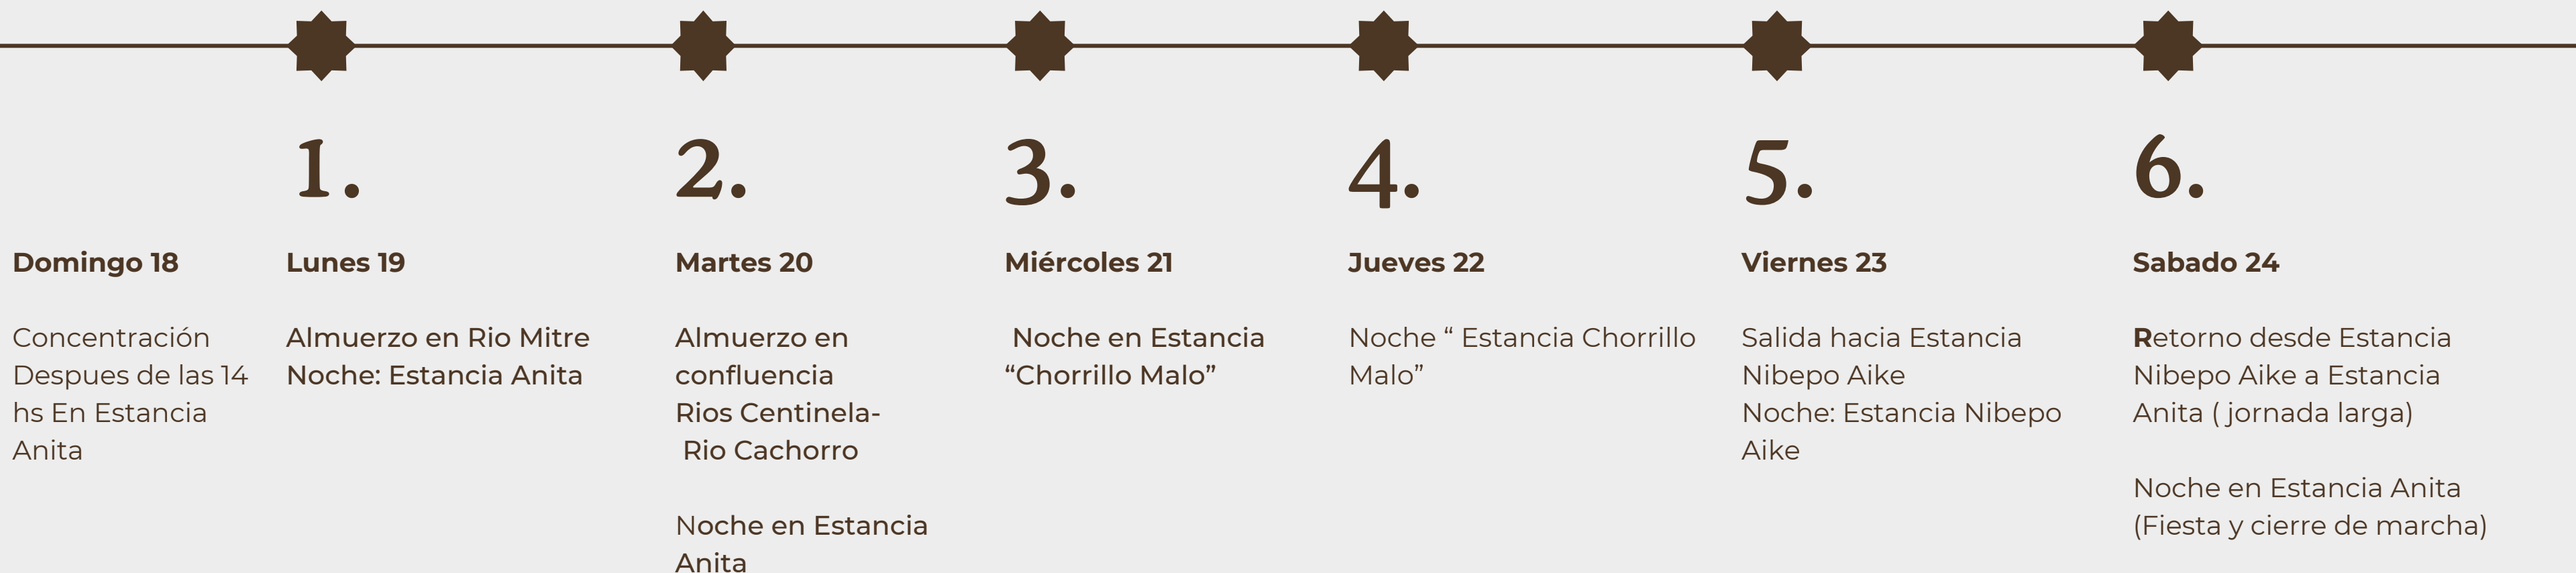 1.
2.
3.
4.
5.
6.
Domingo 18
Concentración
Despues de las 14
hs En Estancia
Anita
Lunes 19
Almuerzo en Rio Mitre
Noche: Estancia Anita
Martes 20
Almuerzo en
confluencia
Rios Centinela-
Rio Cachorro
Noche en Estancia
Anita
Miércoles 21
Noche en Estancia
“Chorrillo Malo”
Jueves 22
Noche “ Estancia Chorrillo
Malo”
Viernes 23
Salida hacia Estancia
Nibepo Aike
Noche: Estancia Nibepo
Aike
Sabado 24
Retorno desde Estancia
Nibepo Aike a Estancia
Anita ( jornada larga)
Noche en Estancia Anita
(Fiesta y cierre de marcha)